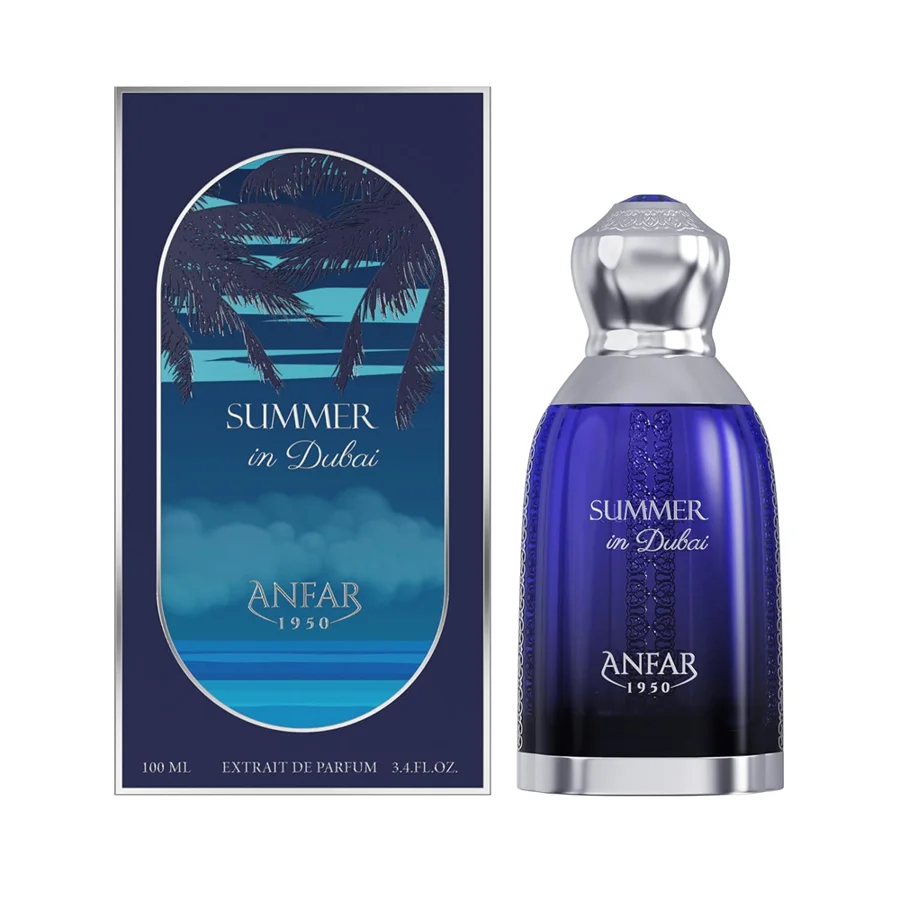 SUMMER
in Dubai
ANFAR
1950
100 ML EXTRAIT DE PARFUM 3.4.FL.OZ.
SUMMER
in Dubai
ANFAR
1950